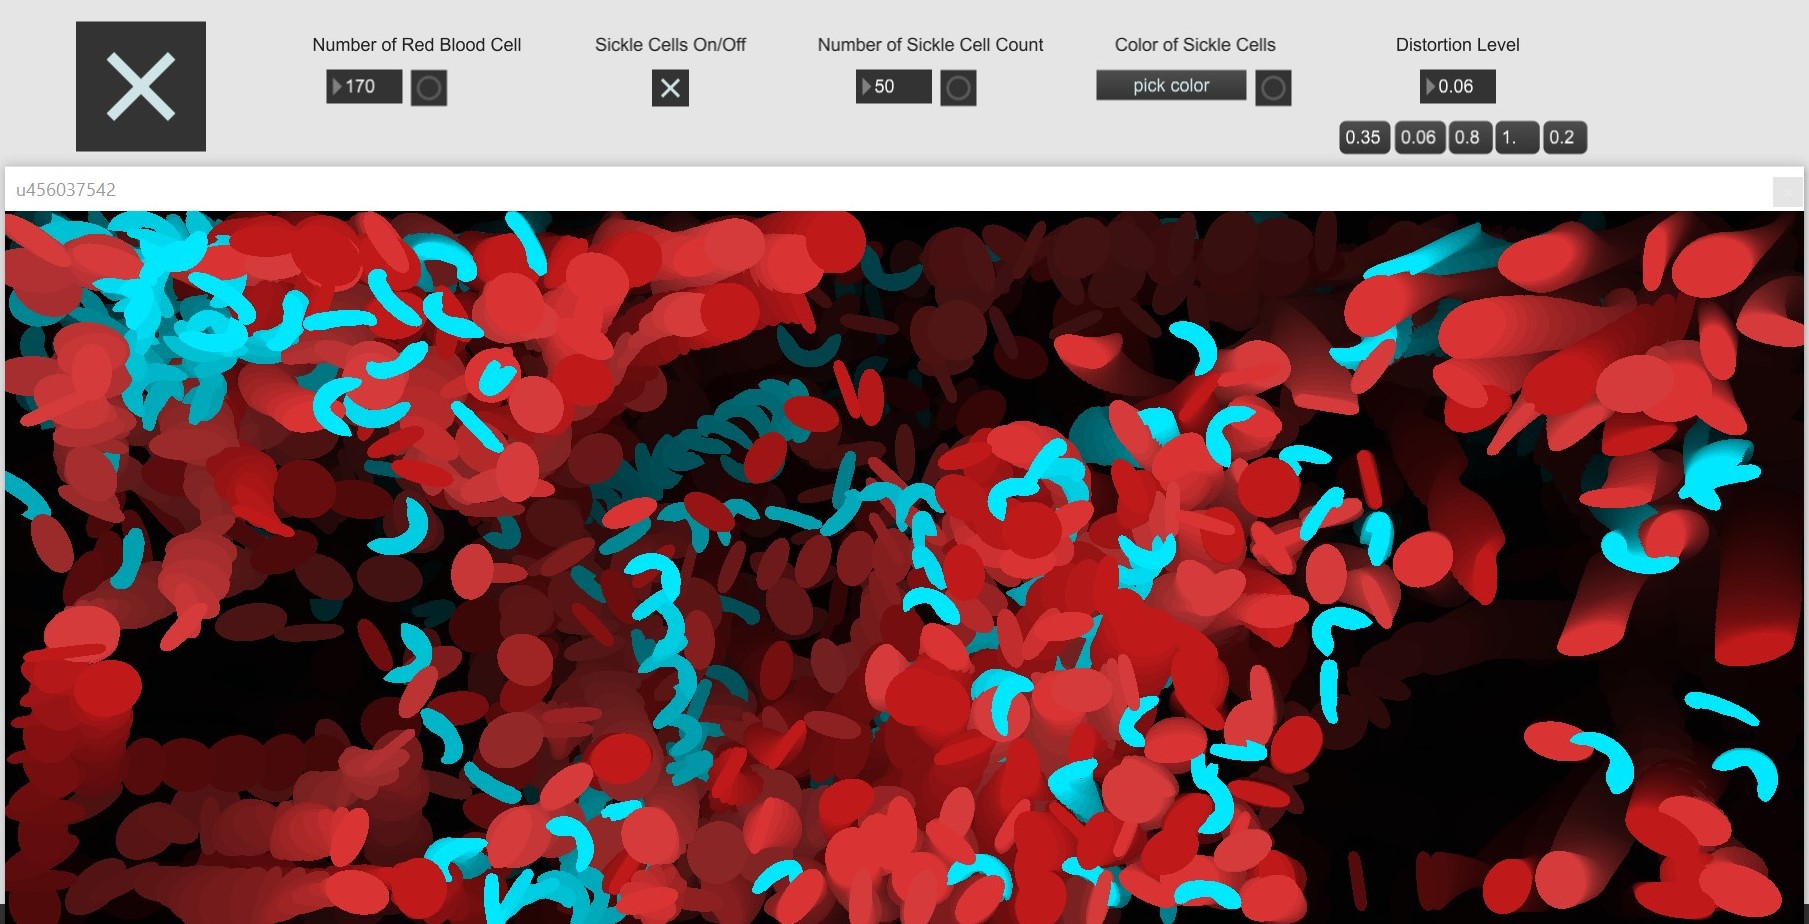 Number of Red Blood Cell
Sickle Cells On/Off
Number of Sickle Cell Count
Color of Sickle Cells
Distortion Level
170
50
pick color
0.06
0.35
0.06
0.8
1.
0.2
u456037542